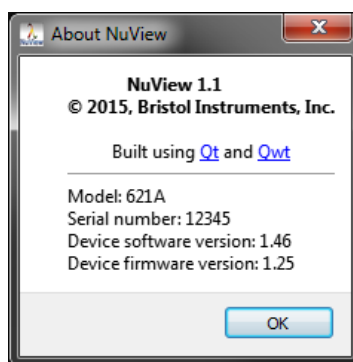 About NuView
NuView 1.1
© 2015, Bristol Instruments, Inc.
Built using Qt and Qwt
Model: 621A
Serial number: 12345
Device software version: 1.46
Device firmware version: 1.25
OK